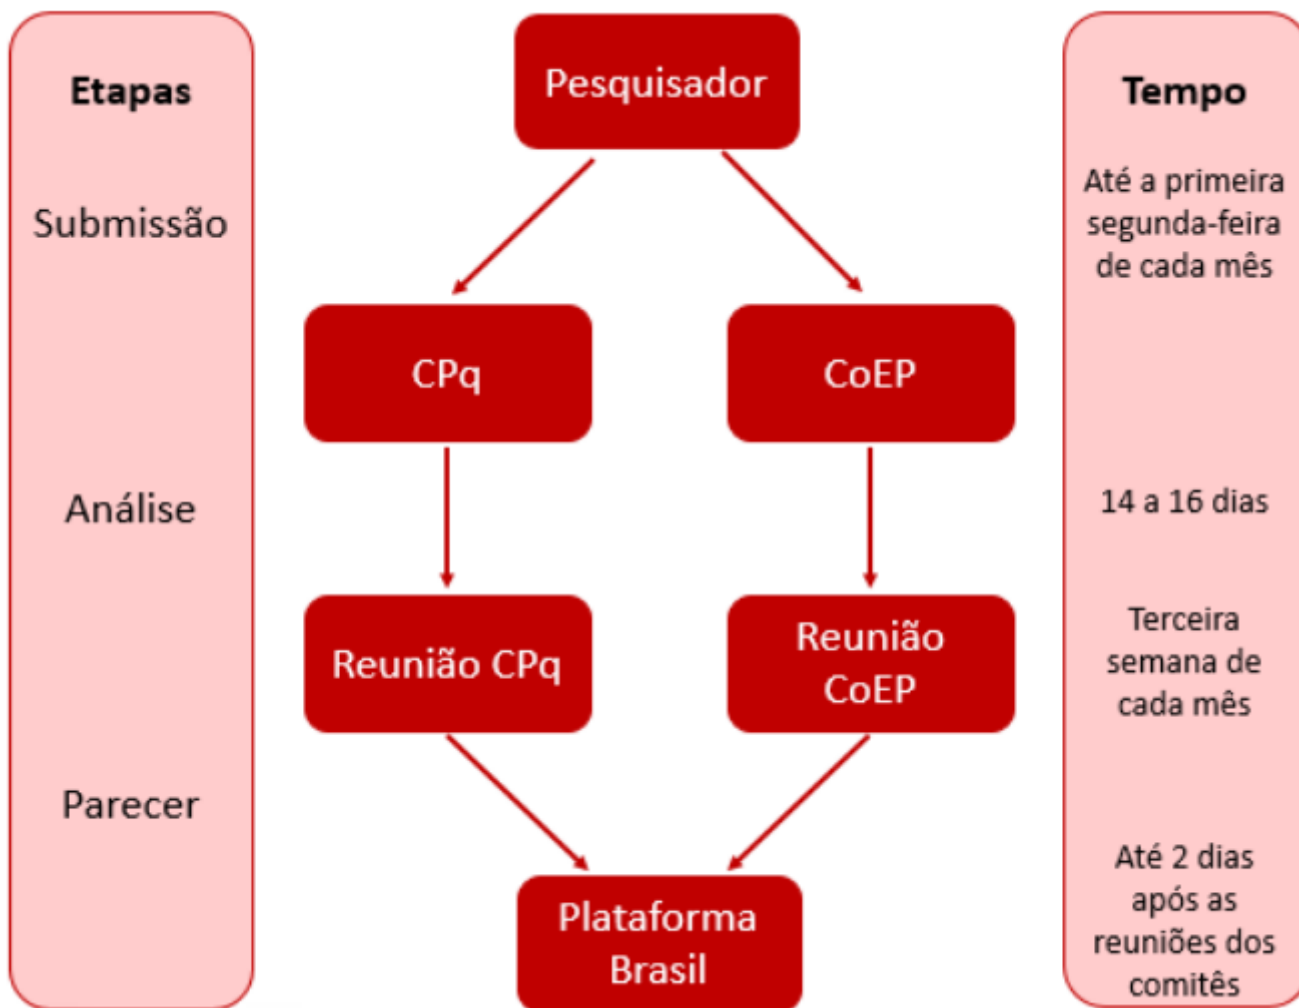 Etapas
Submissão
Análise
Parecer
Pesquisador
CPq
CoEP
Reunião CPq
Reunião
CoEP
Plataforma
Brasil
Tempo
Até a primeira
segunda-feira
de cada mês
14 a 16 dias
Terceira
semana de
cada mês
Até 2 dias
após as
reuniões dos
comitês